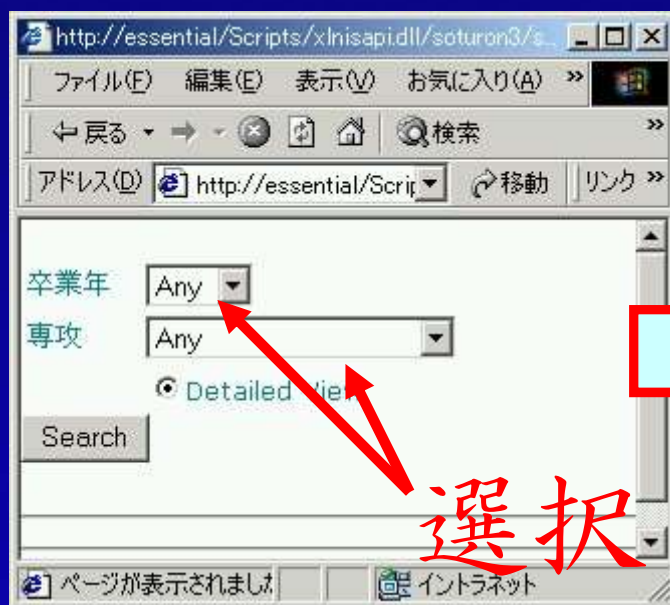 http://essential/Scripts/xlnisapi.dll/soturon3/s...
ファイル(F) 編集(E) 表示(V) お気に入り(A) »
戻る 検索 »
アドレス(D) http://essential/Scrip 移動 リンク »
卒業年 Any
専攻 Any
Detailed View
Search
選択
ページが表示されました イントラネット